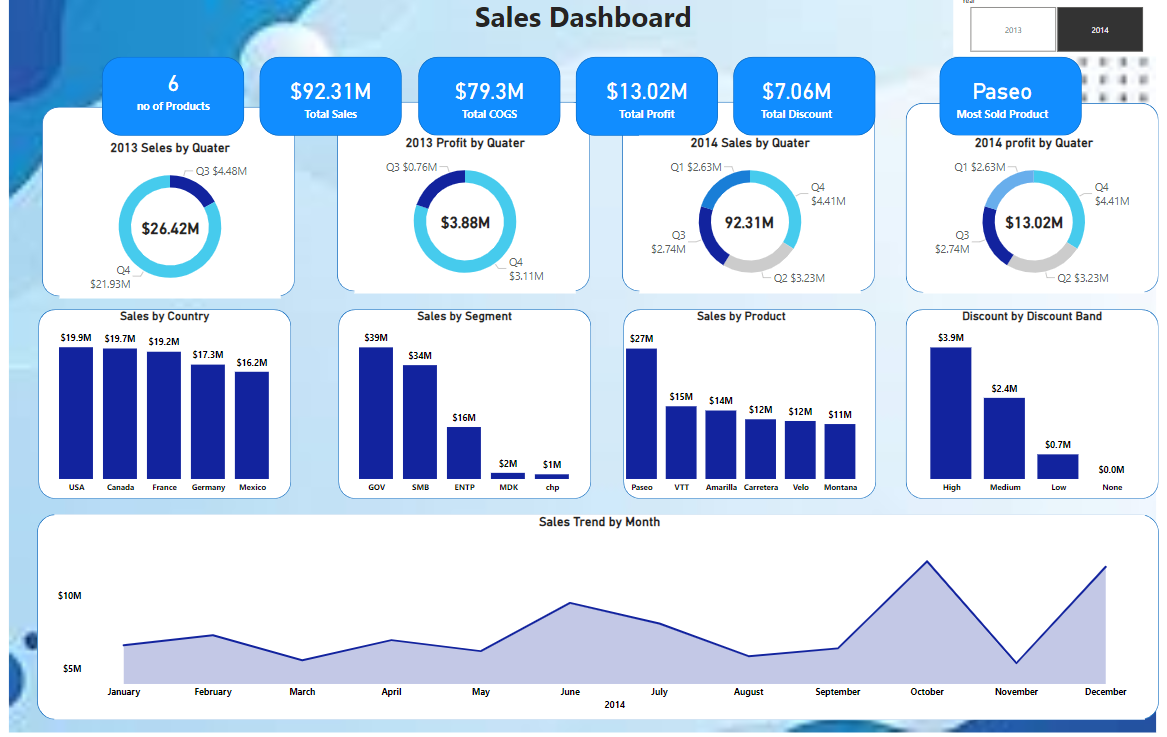 Sales Dashboard
Year
2013
2014
6
no of Products
$92.31M
Total Sales
$79.3M
Total COGS
$13.02M
Total Profit
$7.06M
Total Discount
Paseo
Most Sold Product
2013 Seles by Quater
Q3 $4.48M
$26.42M
Q4
$21.93M
2013 Profit by Quater
Q3 $0.76M
$3.88M
Q4
$3.11M
2014 Sales by Quater
Q1 $2.63M
Q4
$4.41M
92.31M
Q3
$2.74M
Q2 $3.23M
2014 profit by Quater
Q1 $2.63M
Q4
$4.41M
$13.02M
Q3
$2.74M
Q2 $3.23M
Sales by Country
$19.9M $19.7M $19.2M $17.3M $16.2M
USA Canada France Germany Mexico
Sales by Segment
$39M $34M $16M $2M $1M
GOV SMB ENTP MDK chp
Sales by Product
$27M $15M $14M $12M $12M $11M
Paseo VTT Amarilla Carretera Velo Montana
Discount by Discount Band
$3.9M $2.4M $0.7M $0.0M
High Medium Low None
Sales Trend by Month
$10M
$5M
January February March April May June July August September October November December
2014